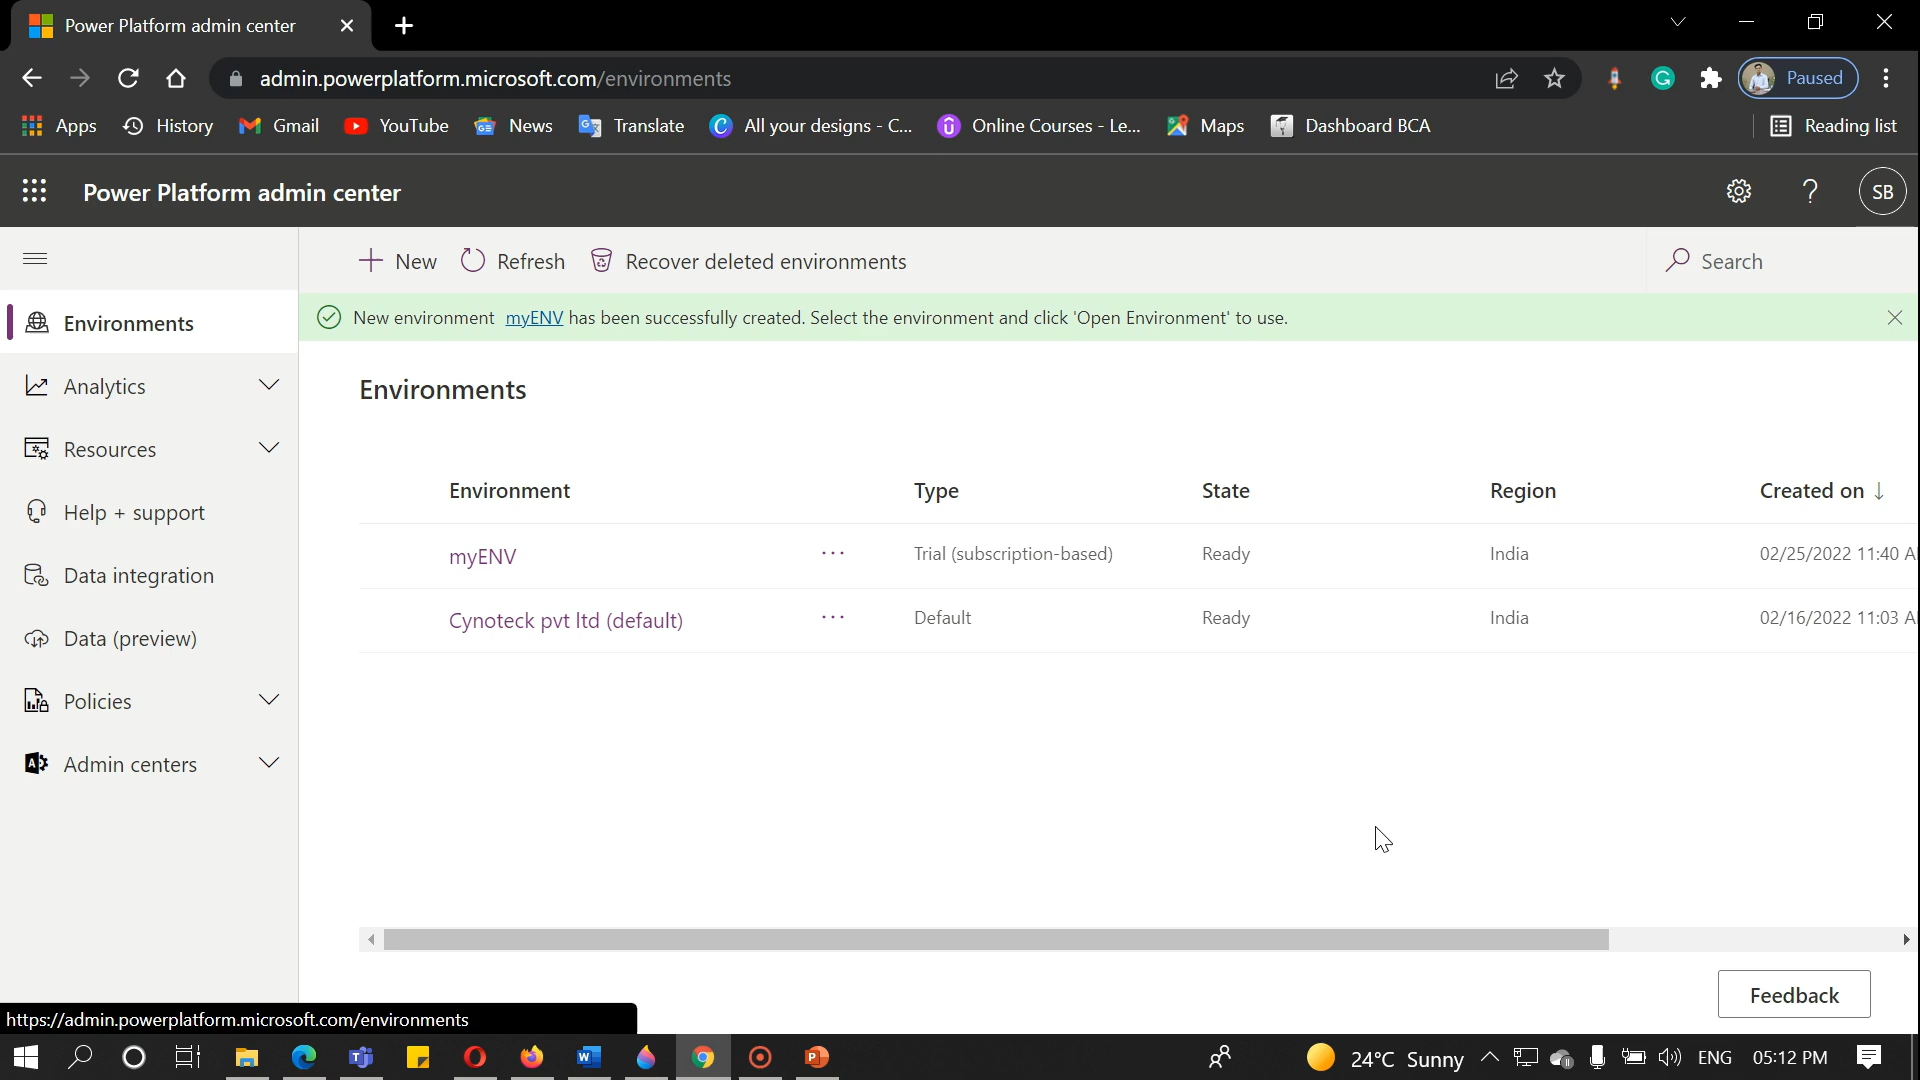 Power Platform admin center
admin.powerplatform.microsoft.com/environments
Paused
Apps History Gmail YouTube News Translate All your designs - C... Online Courses - Le... Maps Dashboard BCA Reading list
Power Platform admin center
? SB
New Refresh Recover deleted environments Search
Environments
New environment myENV has been successfully created. Select the environment and click 'Open Environment' to use.
Analytics
Environments
Resources
Environment Type State Region Created on ↓
Help + support
myENV ... Trial (subscription-based) Ready India 02/25/2022 11:40 A
Data integration
Cynoteck pvt ltd (default) ... Default Ready India 02/16/2022 11:03 A
Data (preview)
Policies
Admin centers
Feedback
https://admin.powerplatform.microsoft.com/environments
24°C Sunny ENG 05:12 PM